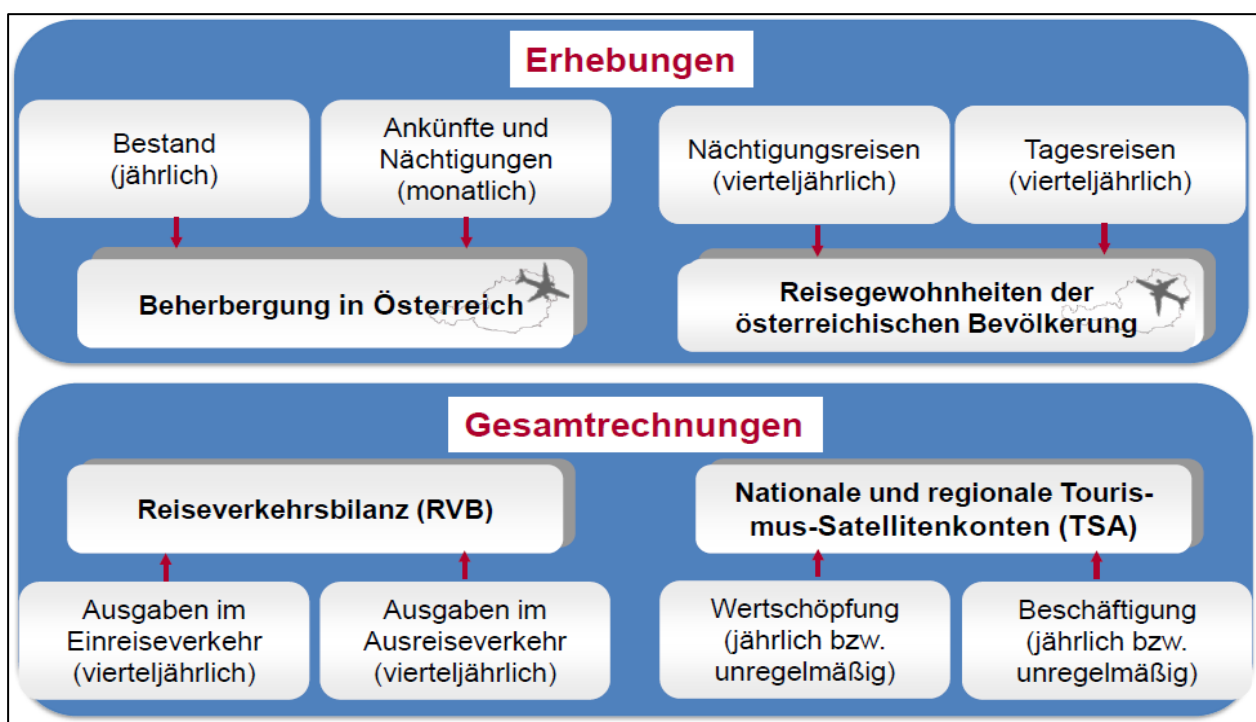 Erhebungen
Bestand
(jährlich)
Ankünfte und
Nächtigungen
(monatlich)
Nächtigungsreisen
(vierteljährlich)
Tagesreisen
(vierteljährlich)
Beherbergung in Österreich
Reisegewohnheiten der
österreichischen Bevölkerung
Gesamtrechnungen
Reiseverkehrsbilanz (RVB)
Nationale und regionale Touris-
mus-Satellitenkonten (TSA)
Ausgaben im
Einreiseverkehr
(vierteljährlich)
Ausgaben im
Ausreiseverkehr
(vierteljährlich)
Wertschöpfung
(jährlich bzw.
unregelmäßig)
Beschäftigung
(jährlich bzw.
unregelmäßig)